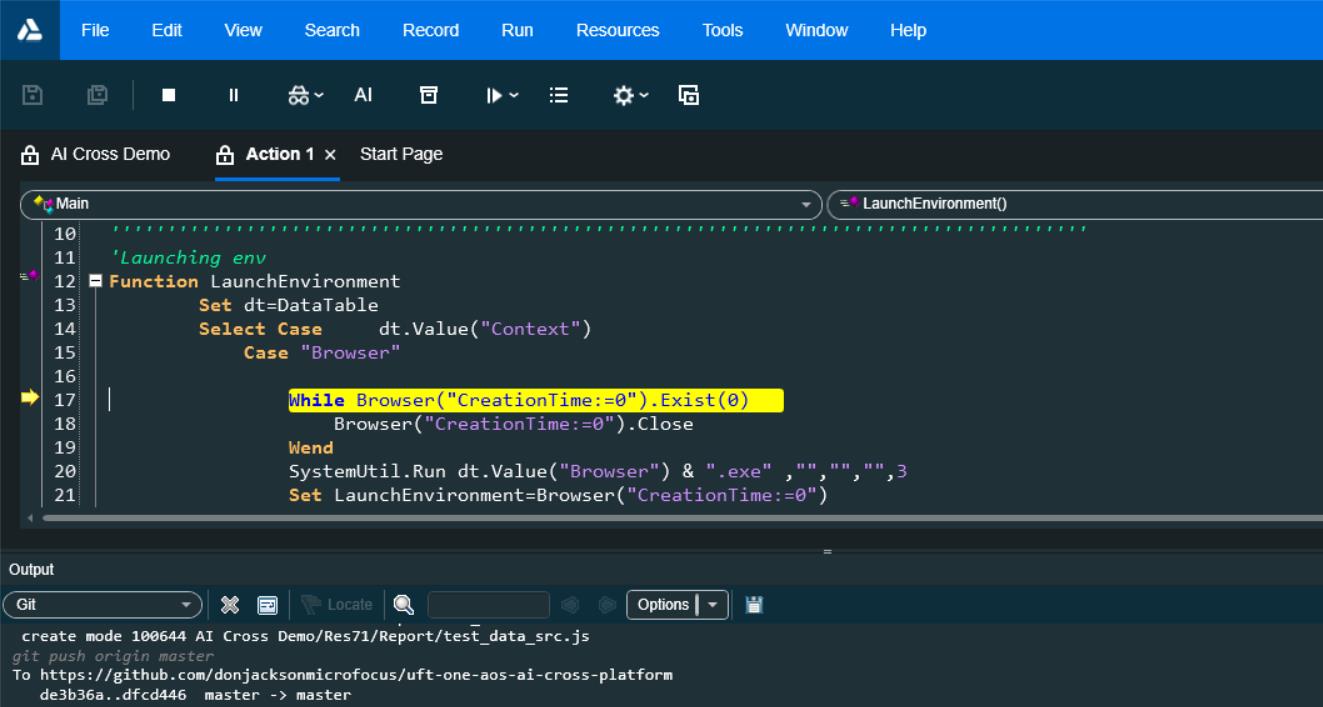 File Edit View Search Record Run Resources Tools Window Help
AI
AI Cross Demo Action 1 × Start Page
Main LaunchEnvironment()
10 '''''''''''''''''''''''''''''''''''''''''''''''''''''''''''''''''''''''''''''''''''''''
11 'Launching env
12 Function LaunchEnvironment
13 Set dt=DataTable
14 Select Case dt.Value("Context")
15 Case "Browser"
16
17 While Browser("CreationTime:=0").Exist(0)
18 Browser("CreationTime:=0").Close
19 Wend
20 SystemUtil.Run dt.Value("Browser") & ".exe" ,"","","",3
21 Set LaunchEnvironment=Browser("CreationTime:=0")
Output
Git Locate Options
create mode 100644 AI Cross Demo/Res71/Report/test_data_src.js
git push origin master
To https://github.com/donjacksonmicrofocus/uft-one-aos-ai-cross-platform
de3b36a..dfcd446 master -> master